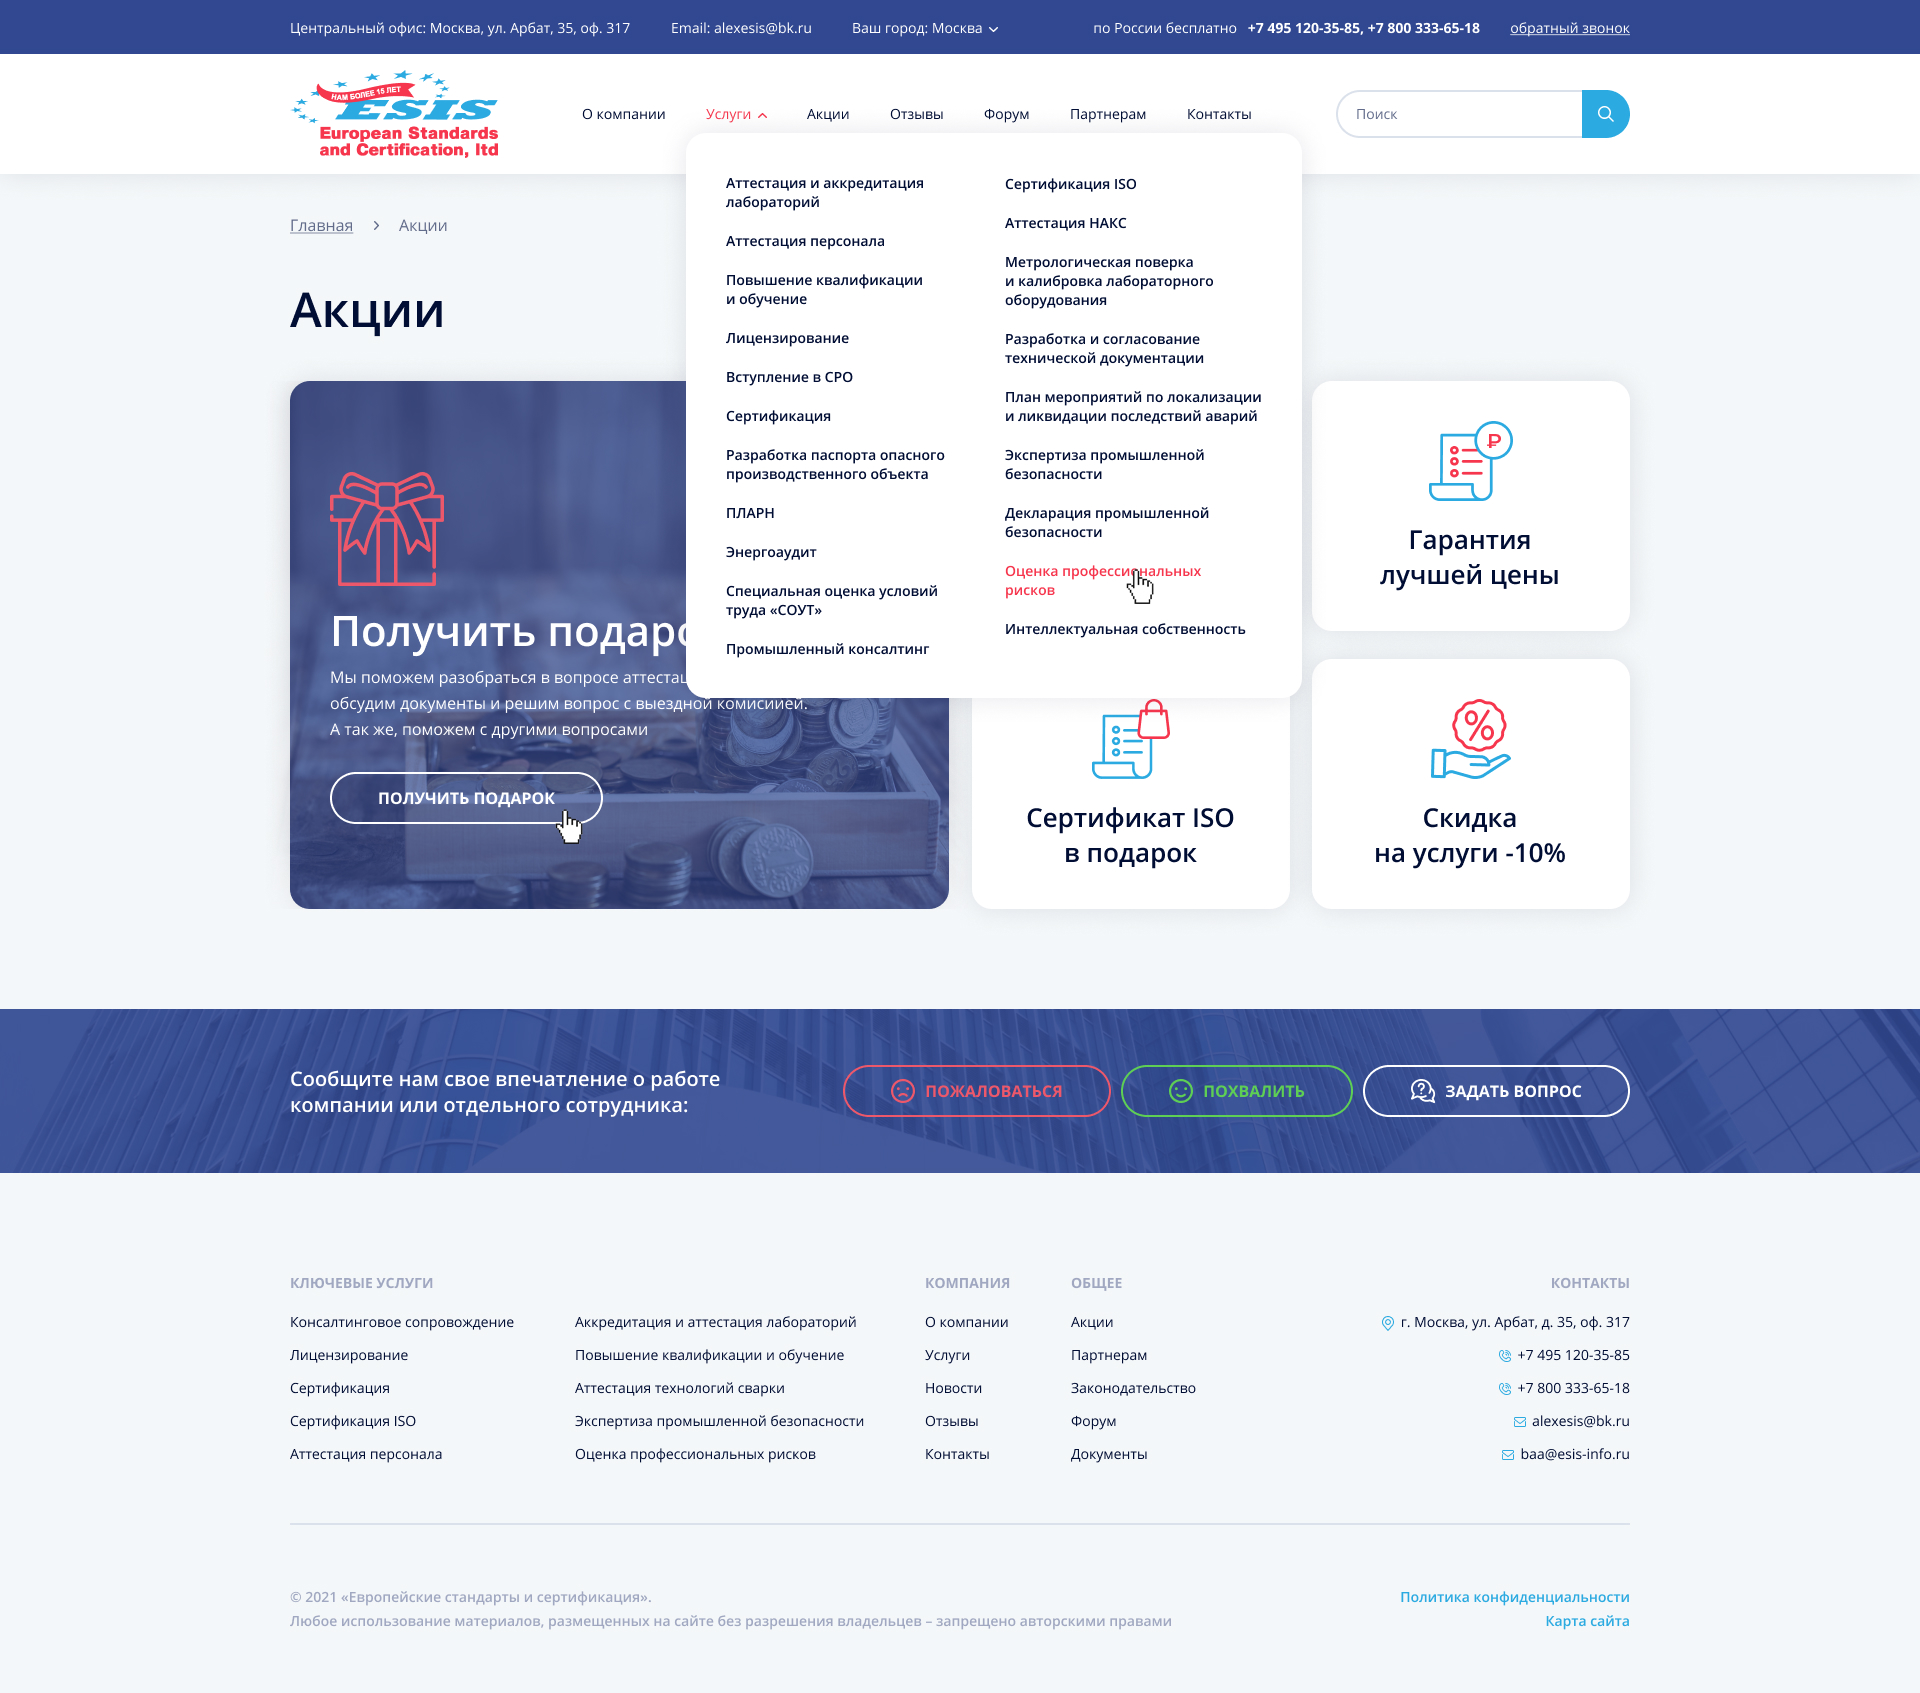 Центральный офис: Москва, ул. Арбат, 35, оф. 317
Email: alexesis@bk.ru
Ваш город: Москва
по России бесплатно +7 495 120-35-85, +7 800 333-65-18
обратный звонок
НАМ БОЛЕЕ 15 ЛЕТ
ESIS
European Standards
and Certification, ltd
О компании
Услуги
Акции
Отзывы
Форум
Партнерам
Контакты
Поиск
Аттестация и аккредитация
лабораторий
Аттестация персонала
Повышение квалификации
и обучение
Лицензирование
Вступление в СРО
Сертификация
Разработка паспорта опасного
производственного объекта
ПЛАРН
Энергоаудит
Специальная оценка условий
труда «СОУТ»
Промышленный консалтинг
Сертификация ISO
Аттестация НАКС
Метрологическая поверка
и калибровка лабораторного
оборудования
Разработка и согласование
технической документации
План мероприятий по локализации
и ликвидации последствий аварий
Экспертиза промышленной
безопасности
Декларация промышленной
безопасности
Оценка профессиональных
рисков
Интеллектуальная собственность
Главная
Акции
Акции
Получить подаро
Мы поможем разобраться в вопросе аттестац
обсудим документы и решим вопрос с выездной комисиией.
А так же, поможем с другими вопросами
ПОЛУЧИТЬ ПОДАРОК
₽
Гарантия
лучшей цены
Сертификат ISO
в подарок
%
Скидка
на услуги -10%
Сообщите нам свое впечатление о работе
компании или отдельного сотрудника:
ПОЖАЛОВАТЬСЯ
ПОХВАЛИТЬ
ЗАДАТЬ ВОПРОС
КЛЮЧЕВЫЕ УСЛУГИ
Консалтинговое сопровождение
Лицензирование
Сертификация
Сертификация ISO
Аттестация персонала
Аккредитация и аттестация лабораторий
Повышение квалификации и обучение
Аттестация технологий сварки
Экспертиза промышленной безопасности
Оценка профессиональных рисков
КОМПАНИЯ
О компании
Услуги
Новости
Отзывы
Контакты
ОБЩЕЕ
Акции
Партнерам
Законодательство
Форум
Документы
КОНТАКТЫ
г. Москва, ул. Арбат, д. 35, оф. 317
+7 495 120-35-85
+7 800 333-65-18
alexesis@bk.ru
baa@esis-info.ru
© 2021 «Европейские стандарты и сертификация».
Любое использование материалов, размещенных на сайте без разрешения владельцев – запрещено авторскими правами
Политика конфиденциальности
Карта сайта